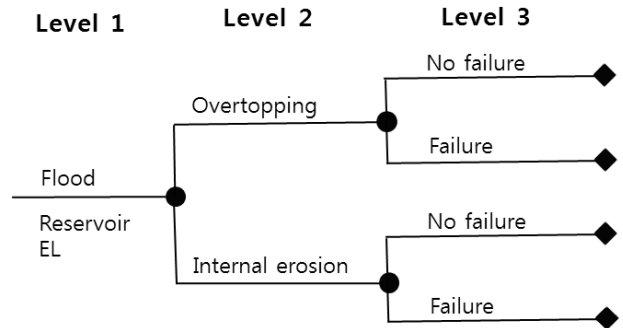 Level 1
Level 2
Level 3
No failure
Overtopping
Failure
Flood
Reservoir
EL
No failure
Internal erosion
Failure